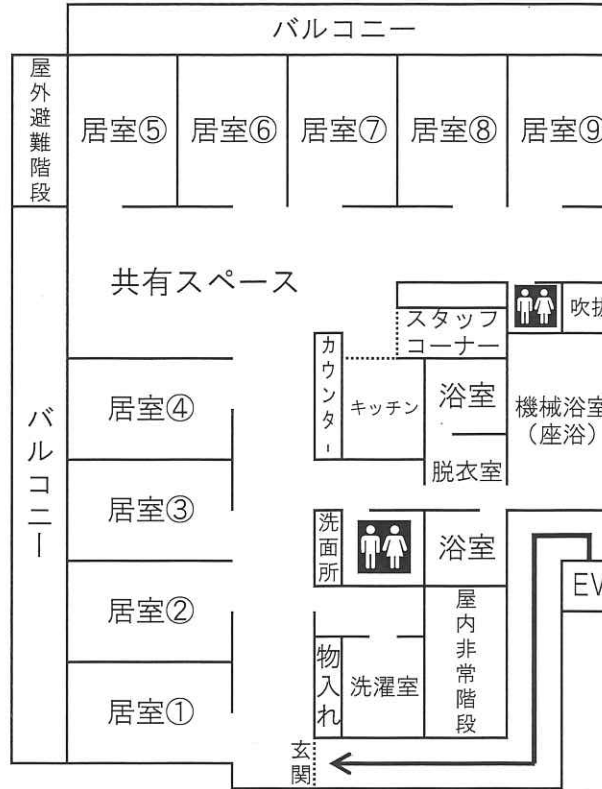 バルコニー
屋外避難階段
居室⑤
居室⑥
居室⑦
居室⑧
居室⑨
共有スペース
スタッフ
コーナー
吹抜
カウンター
キッチン
浴室
機械浴室
（座浴）
脱衣室
居室④
バルコニー
居室③
洗面所
浴室
EV
居室②
屋内非常階段
物入れ
洗濯室
居室①
玄関